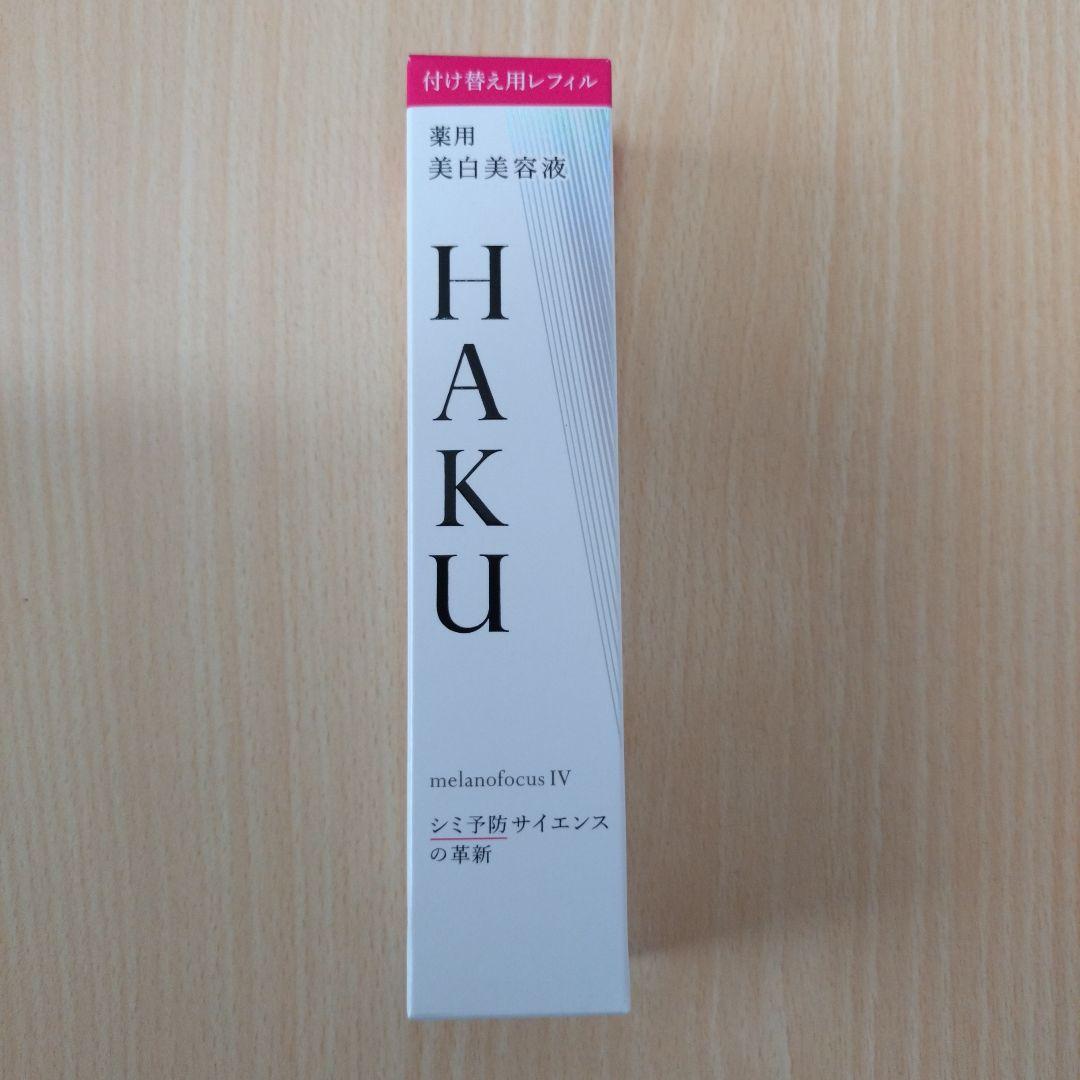 付け替え用レフィル
薬用
美白美容液
HAKU
melanofocus IV
シミ予防サイエンス
の革新